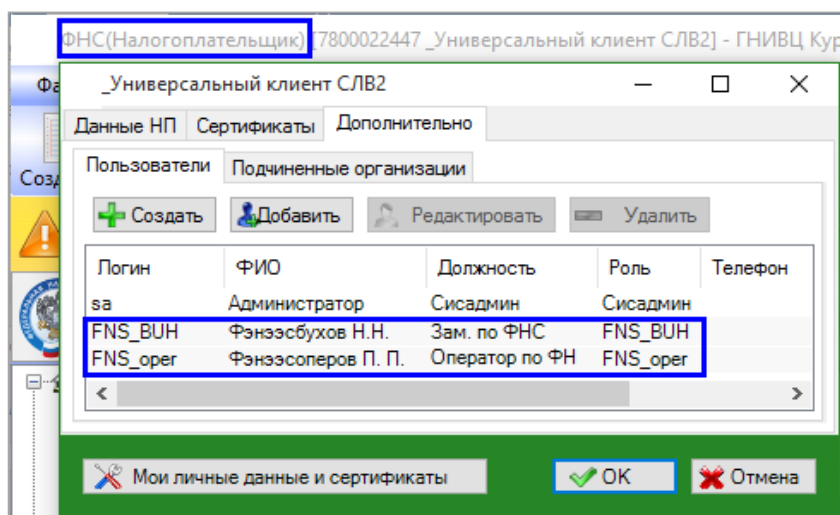 ФНС(Налогоплательщик) [7800022447 _Универсальный клиент СЛВ2] - ГНИВЦ Кур
_Универсальный клиент СЛВ2
Данные НП Сертификаты Дополнительно
Пользователи Подчиненные организации
Создать Добавить Редактировать Удалить
Логин ФИО Должность Роль Телефон
sa Администратор Сисадмин Сисадмин
FNS_BUH Фэнээсбухов Н.Н. Зам. по ФНС FNS_BUH
FNS_oper Фэнээсоперов П. П. Оператор по ФН FNS_oper
Мои личные данные и сертификаты OK Отмена